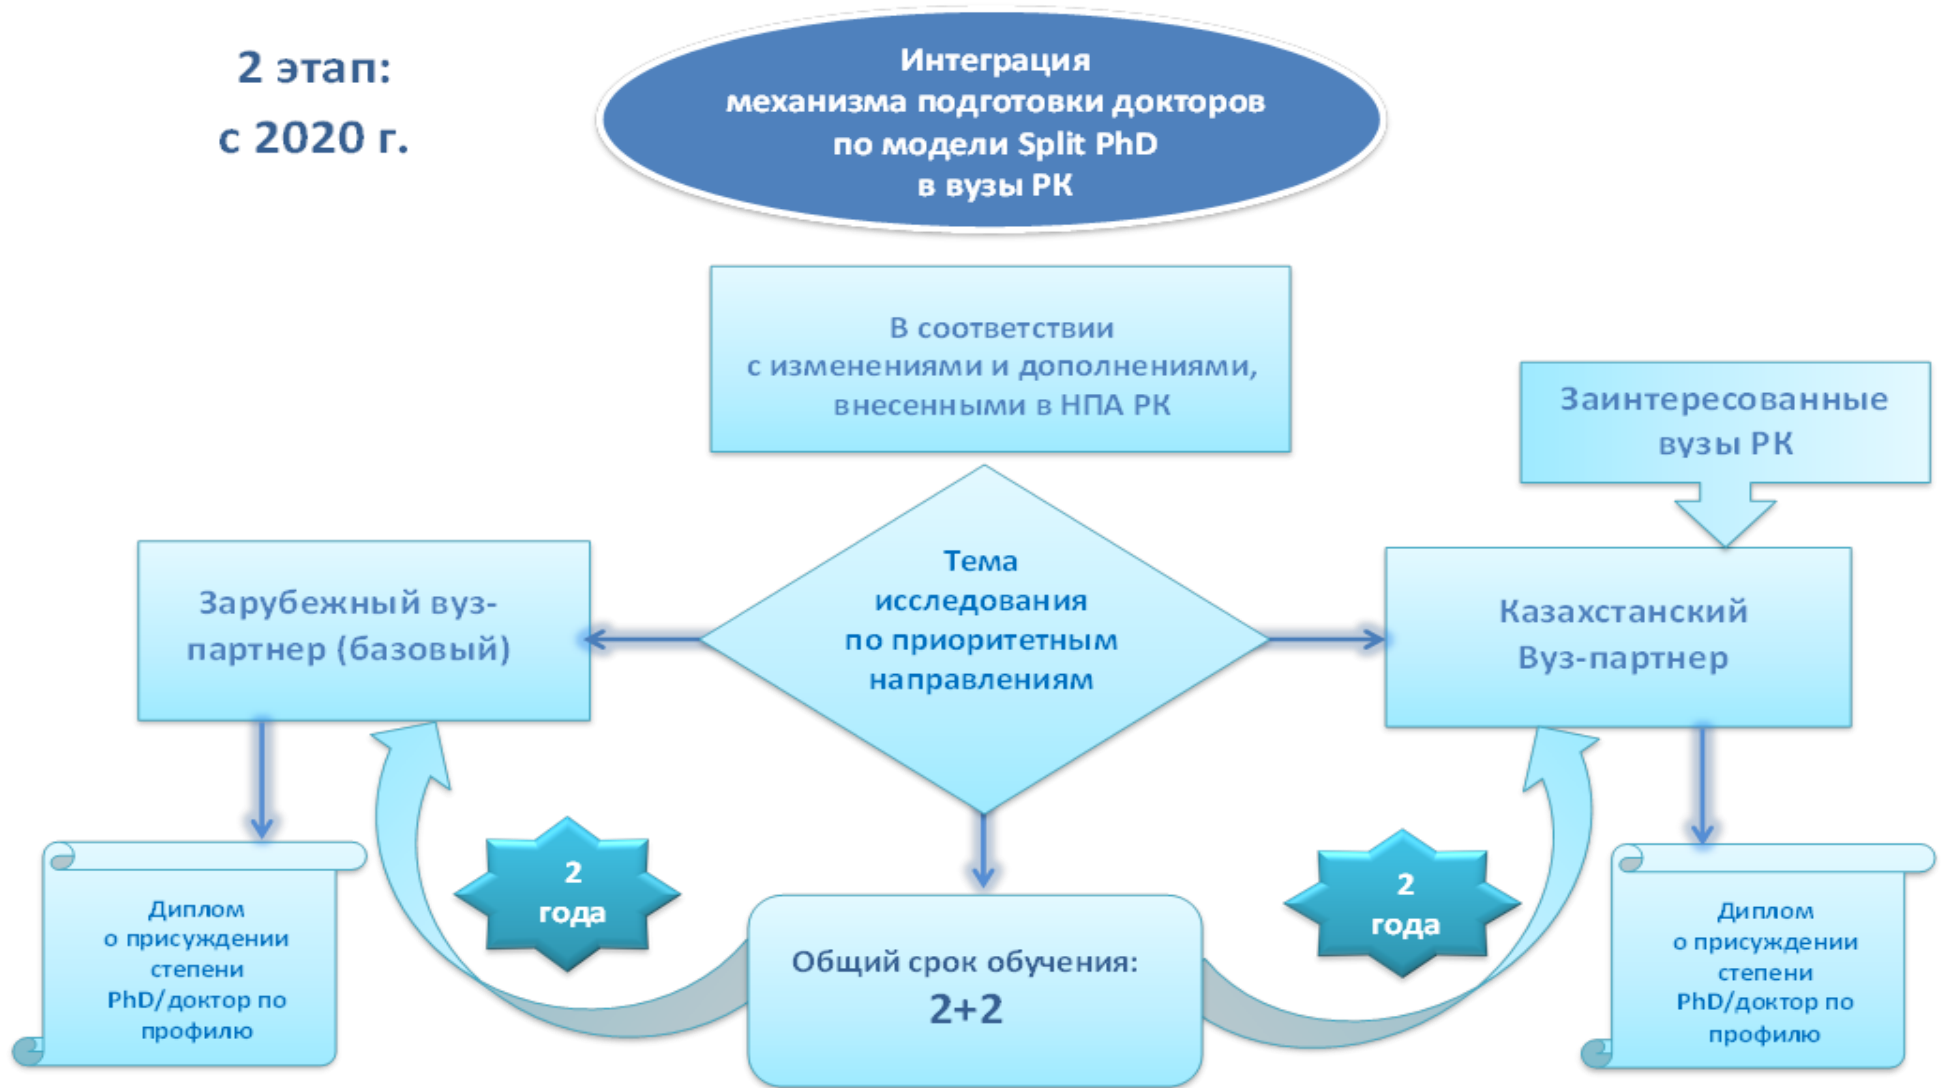 2 этап:
с 2020 г.
Интеграция
механизма подготовки докторов
по модели Split PhD
в вузы РК
В соответствии
с изменениями и дополнениями,
внесенными в НПА РК
Заинтересованные
вузы РК
Зарубежный вуз-
партнер (базовый)
Тема
исследования
по приоритетным
направлениям
Казахстанский
Вуз-партнер
2
года
2
года
Диплом
о присуждении
степени
PhD/доктор по
профилю
Общий срок обучения:
2+2
Диплом
о присуждении
степени
PhD/доктор по
профилю